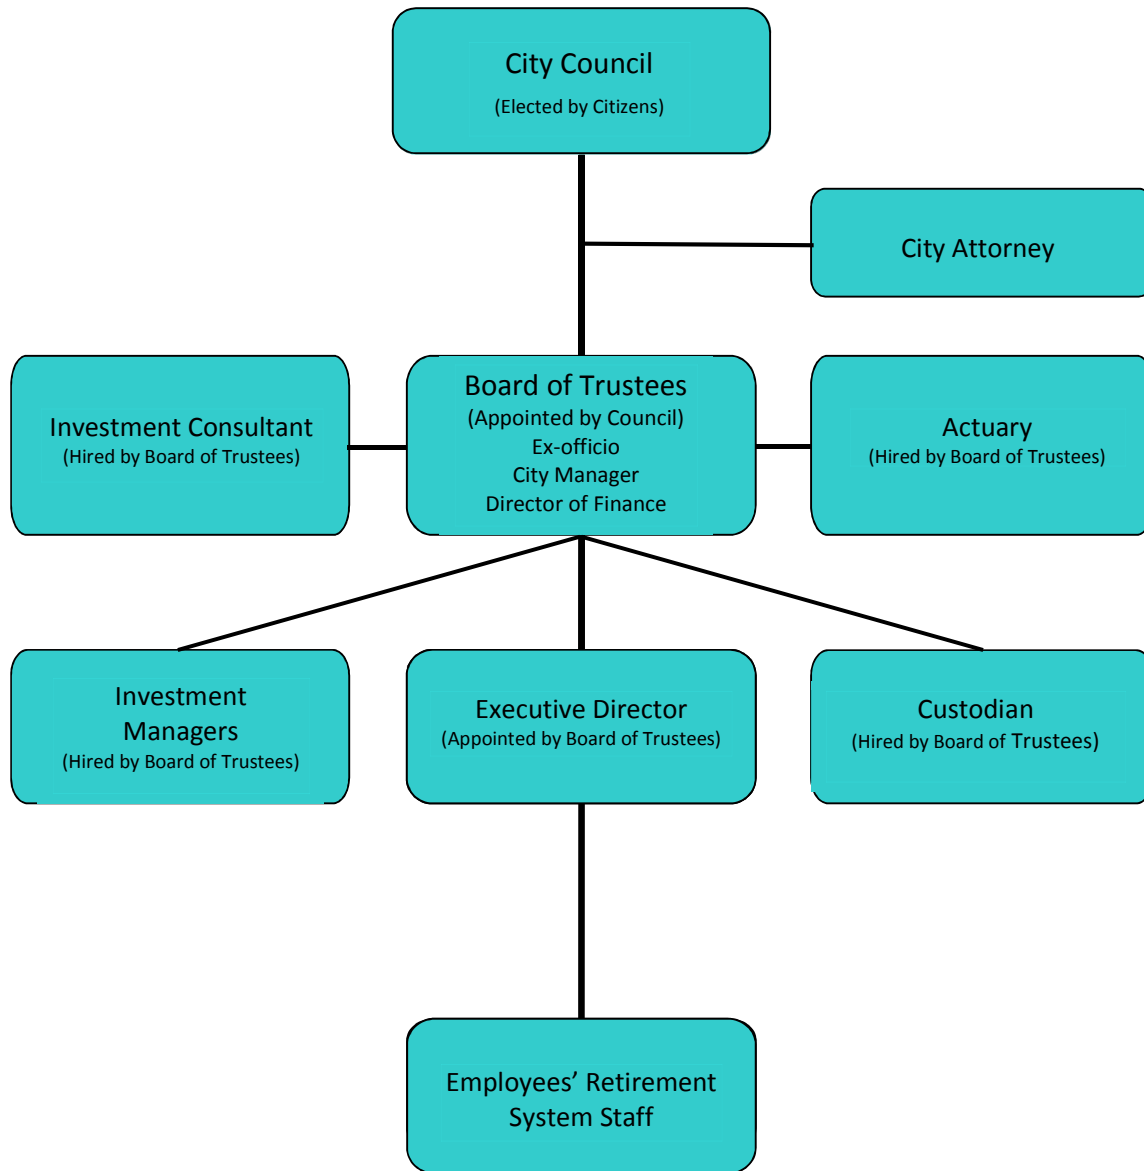 City Council
(Elected by Citizens)
City Attorney
Investment Consultant
(Hired by Board of Trustees)
Board of Trustees
(Appointed by Council)
Ex-officio
City Manager
Director of Finance
Actuary
(Hired by Board of Trustees)
Investment
Managers
(Hired by Board of Trustees)
Executive Director
(Appointed by Board of Trustees)
Custodian
(Hired by Board of Trustees)
Employees’ Retirement
System Staff